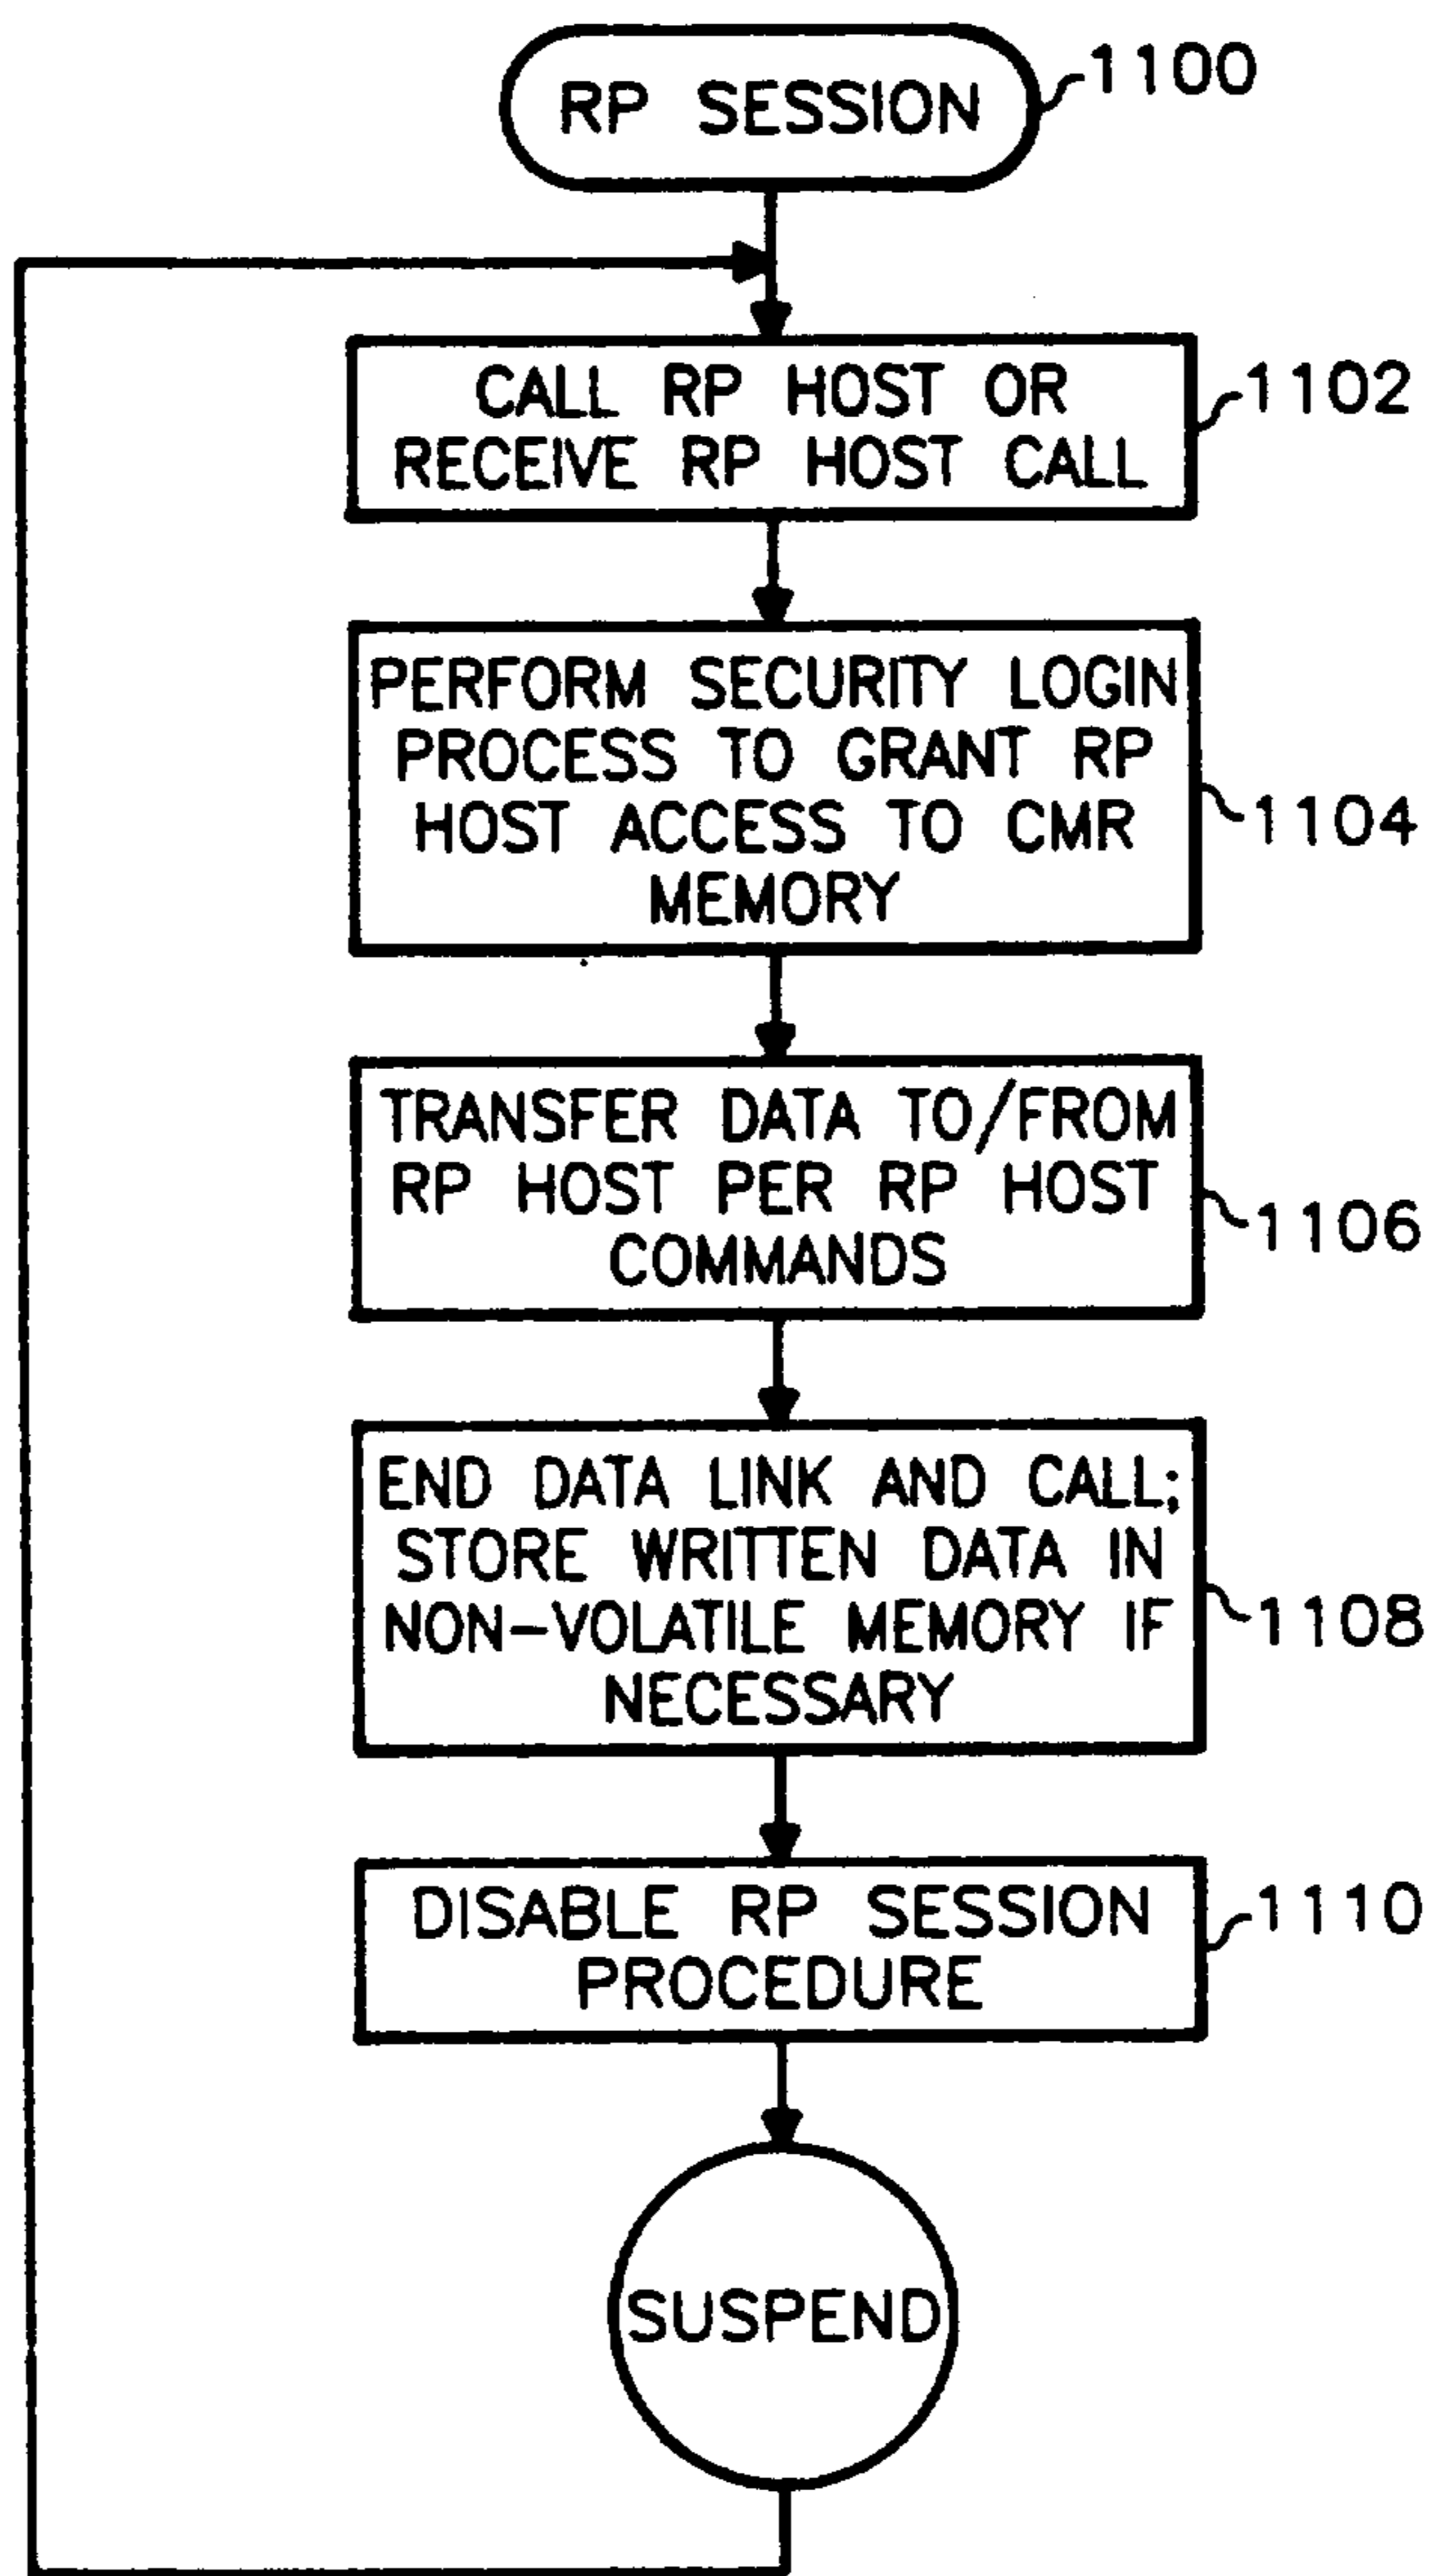 RP SESSION
1100
CALL RP HOST OR
RECEIVE RP HOST CALL
1102
PERFORM SECURITY LOGIN
PROCESS TO GRANT RP
HOST ACCESS TO CMR
MEMORY
1104
TRANSFER DATA TO/FROM
RP HOST PER RP HOST
COMMANDS
1106
END DATA LINK AND CALL;
STORE WRITTEN DATA IN
NON-VOLATILE MEMORY IF
NECESSARY
1108
DISABLE RP SESSION
PROCEDURE
1110
SUSPEND